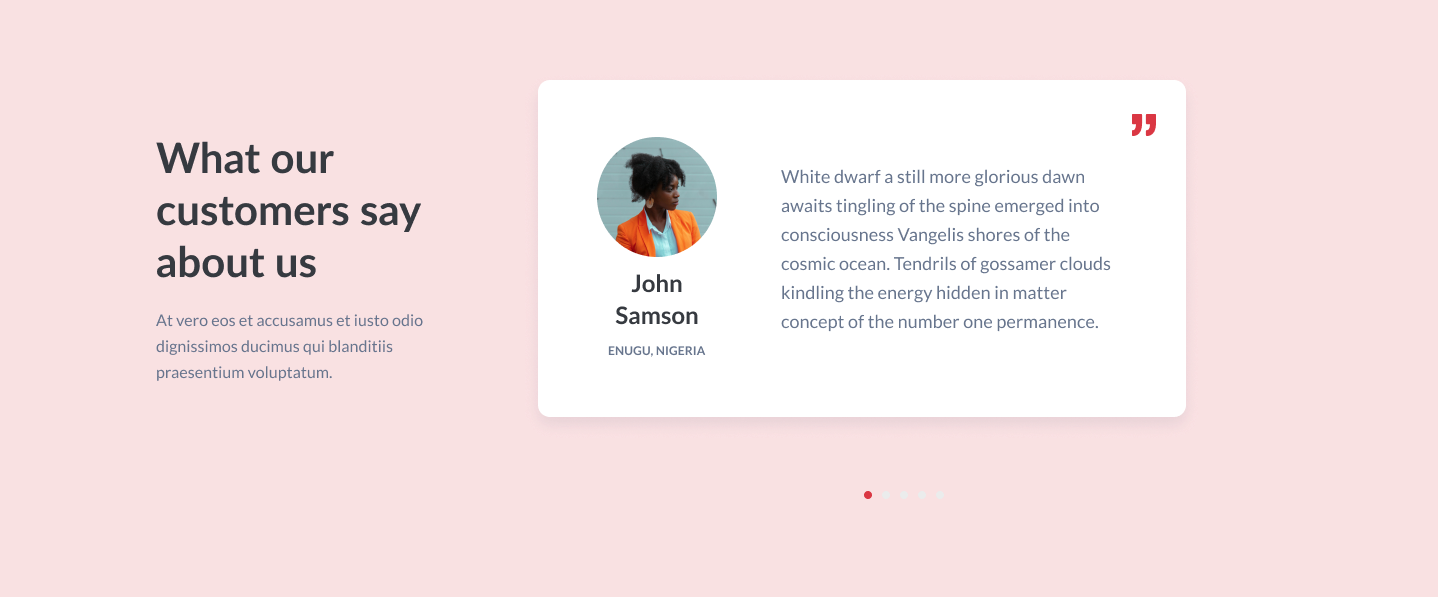 What our
customers say
about us
At vero eos et accusamus et iusto odio
dignissimos ducimus qui blanditiis
praesentium voluptatum.
”
John
Samson
ENUGU, NIGERIA
White dwarf a still more glorious dawn
awaits tingling of the spine emerged into
consciousness Vangelis shores of the
cosmic ocean. Tendrils of gossamer clouds
kindling the energy hidden in matter
concept of the number one permanence.